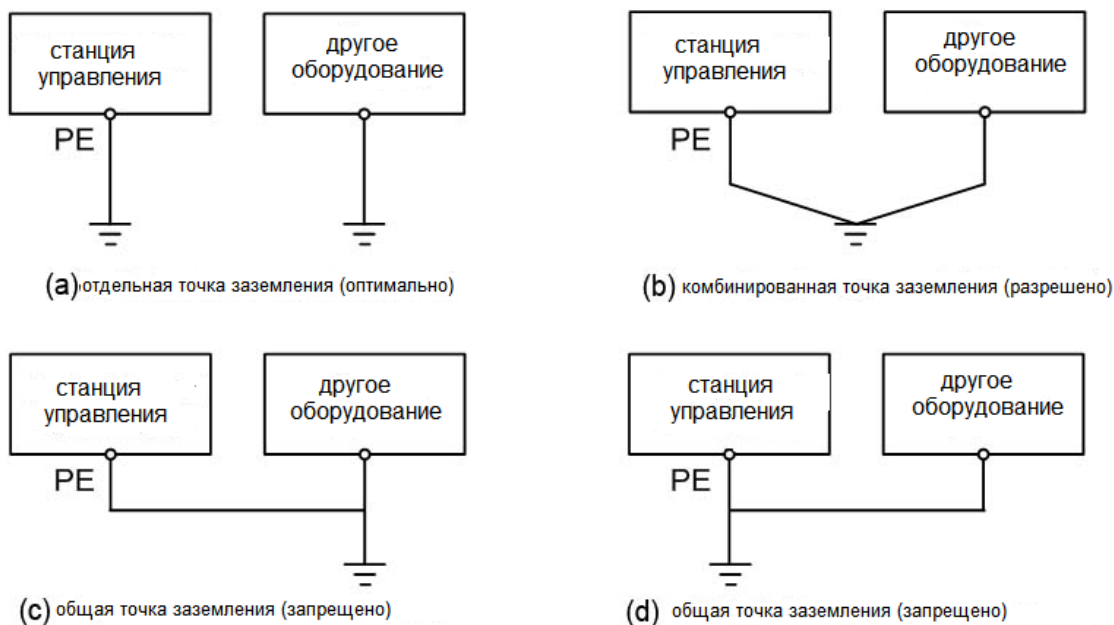 станция
управления
другое
оборудование
PE
(a) отдельная точка заземления (оптимально)
станция
управления
другое
оборудование
PE
(b) комбинированная точка заземления (разрешено)
станция
управления
другое
оборудование
PE
(c) общая точка заземления (запрещено)
станция
управления
другое
оборудование
PE
(d) общая точка заземления (запрещено)